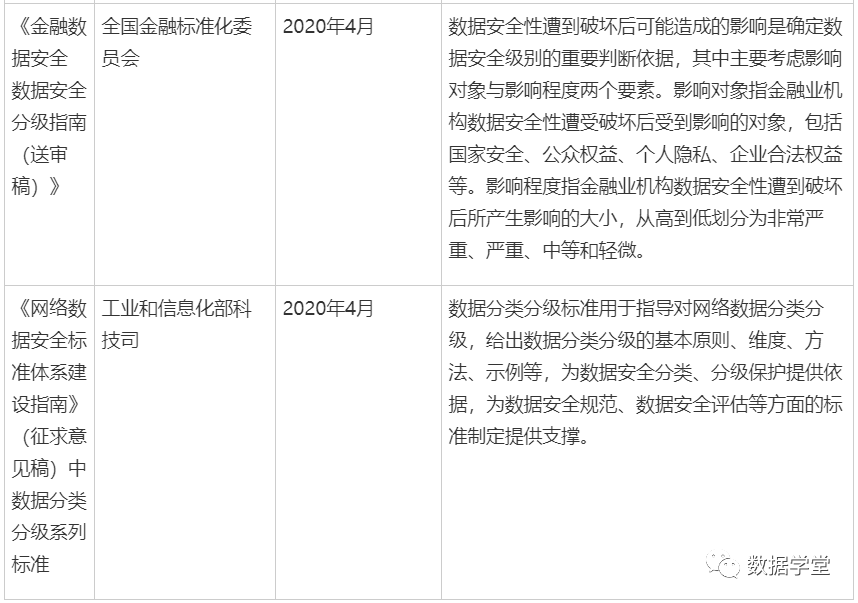 《金融数
据安全
数据安全
分级指南
（送审
稿）》
全国金融标准化委
员会
2020年4月
数据安全性遭到破坏后可能造成的影响是确定数
据安全级别的重要判断依据，其中主要考虑影响
对象与影响程度两个要素。影响对象指金融业机
构数据安全性遭受破坏后受到影响的对象，包括
国家安全、公众权益、个人隐私、企业合法权益
等。影响程度指金融业机构数据安全性遭到破坏
后所产生影响的大小，从高到低划分为非常严
重、严重、中等和轻微。
《网络数
据安全标
准体系建
设指南》
（征求意
见稿）中
数据分类
分级系列
标准
工业和信息化部科
技司
2020年4月
数据分类分级标准用于指导对网络数据分类分
级，给出数据分类分级的基本原则、维度、方
法、示例等，为数据安全分类、分级保护提供依
据，为数据安全规范、数据安全评估等方面的标
准制定提供支撑。
数据学堂